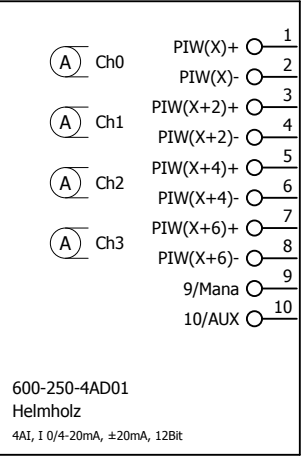 PIW(X)+ 1
A Ch0
PIW(X)- 2
PIW(X+2)+ 3
A Ch1
PIW(X+2)- 4
PIW(X+4)+ 5
A Ch2
PIW(X+4)- 6
PIW(X+6)+ 7
A Ch3
PIW(X+6)- 8
9/Mana 9
10/AUX 10
600-250-4AD01
Helmholz
4AI, I 0/4-20mA, ±20mA, 12Bit